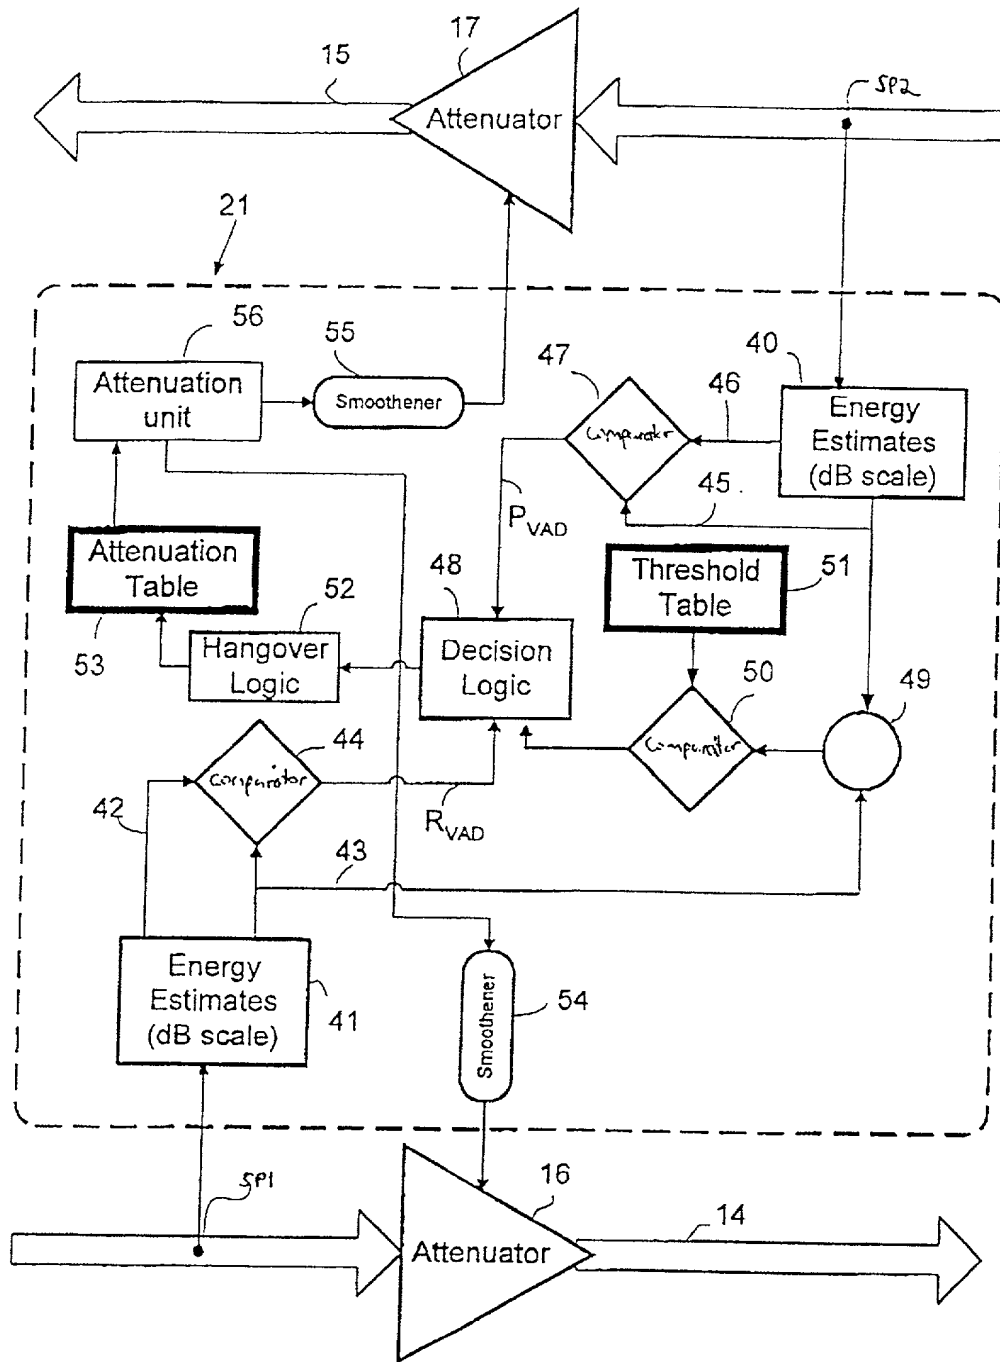 17
15
SP2
Attenuator
21
56
55
47
40
Attenuation
unit
Smoothener
Comparator
46
Energy
Estimates
(dB scale)
45
PVAD
Attenuation
Table
52
48
Threshold
Table
51
53
Hangover
Logic
Decision
Logic
50
49
44
Comparator
Comparator
42
RVAD
43
Energy
Estimates
(dB scale)
41
Smoothener
54
SP1
16
14
Attenuator